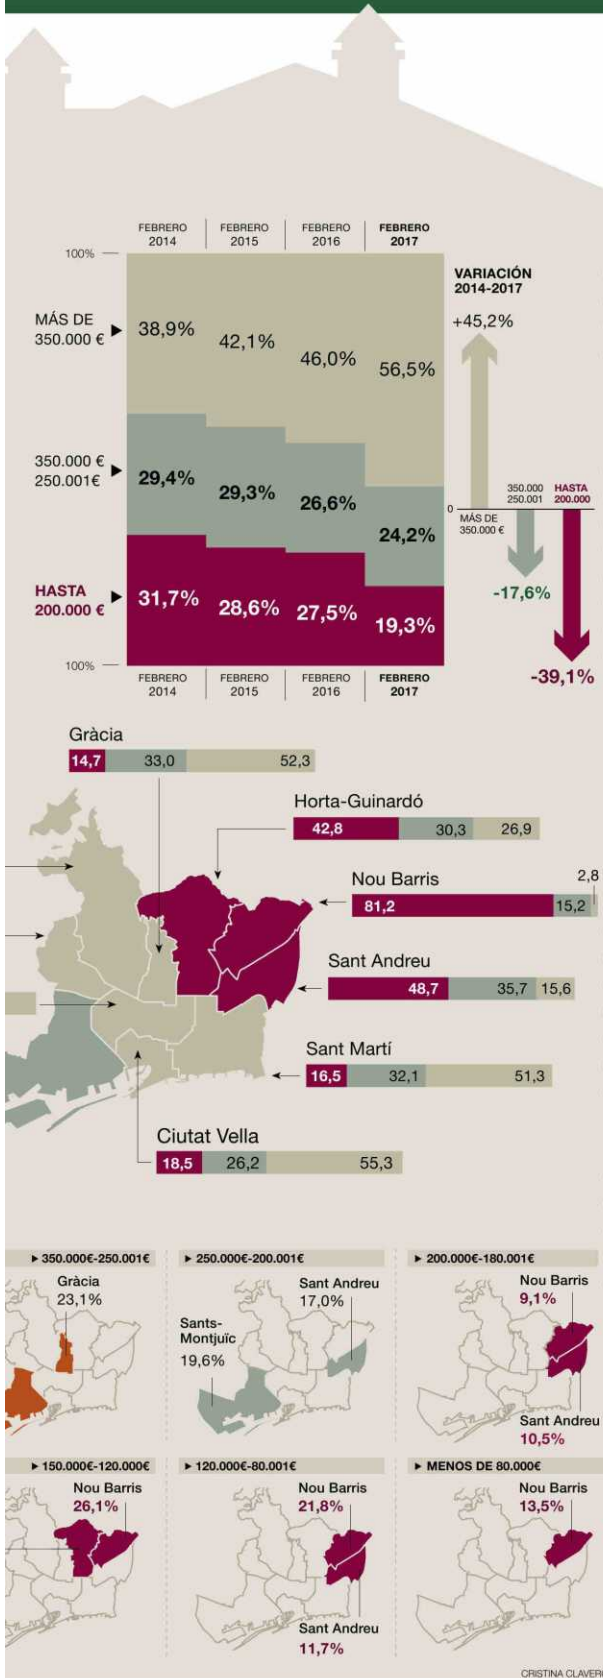 FEBRERO 2014
FEBRERO 2015
FEBRERO 2016
FEBRERO 2017
100%
VARIACIÓN
2014-2017
+45,2%
MÁS DE
350.000 €
38,9%
42,1%
46,0%
56,5%
350.000 €
250.001€
29,4%
29,3%
26,6%
24,2%
0
MÁS DE
350.000 €
350.000
250.001
HASTA
200.000
-17,6%
HASTA
200.000 €
31,7%
28,6%
27,5%
19,3%
-39,1%
100%
FEBRERO 2014
FEBRERO 2015
FEBRERO 2016
FEBRERO 2017
Gràcia
14,7 33,0 52,3
Horta-Guinardó
42,8 30,3 26,9
Nou Barris
81,2 15,2 2,8
Sant Andreu
48,7 35,7 15,6
Sant Martí
16,5 32,1 51,3
Ciutat Vella
18,5 26,2 55,3
350.000€-250.001€
Gràcia
23,1%
250.000€-200.001€
Sant Andreu
17,0%
Sants-
Montjuïc
19,6%
200.000€-180.001€
Nou Barris
9,1%
Sant Andreu
10,5%
150.000€-120.000€
Nou Barris
26,1%
120.000€-80.001€
Nou Barris
21,8%
Sant Andreu
11,7%
MENOS DE 80.000€
Nou Barris
13,5%
CRISTINA CLAVER